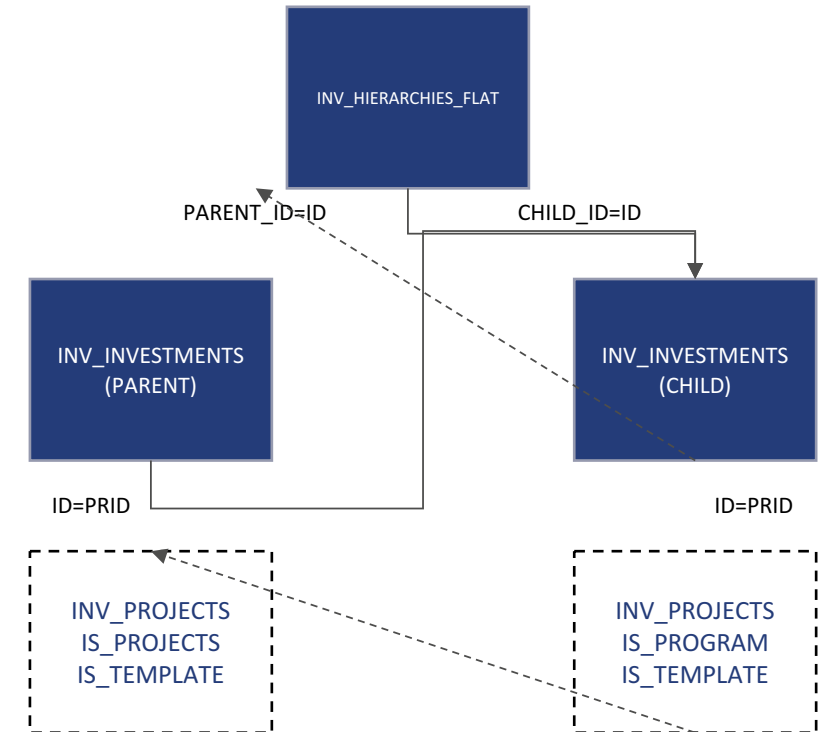 INV_HIERARCHIES_FLAT
PARENT_ID=ID
CHILD_ID=ID
INV_INVESTMENTS
(PARENT)
INV_INVESTMENTS
(CHILD)
ID=PRID
ID=PRID
INV_PROJECTS
IS_PROJECTS
IS_TEMPLATE
INV_PROJECTS
IS_PROGRAM
IS_TEMPLATE